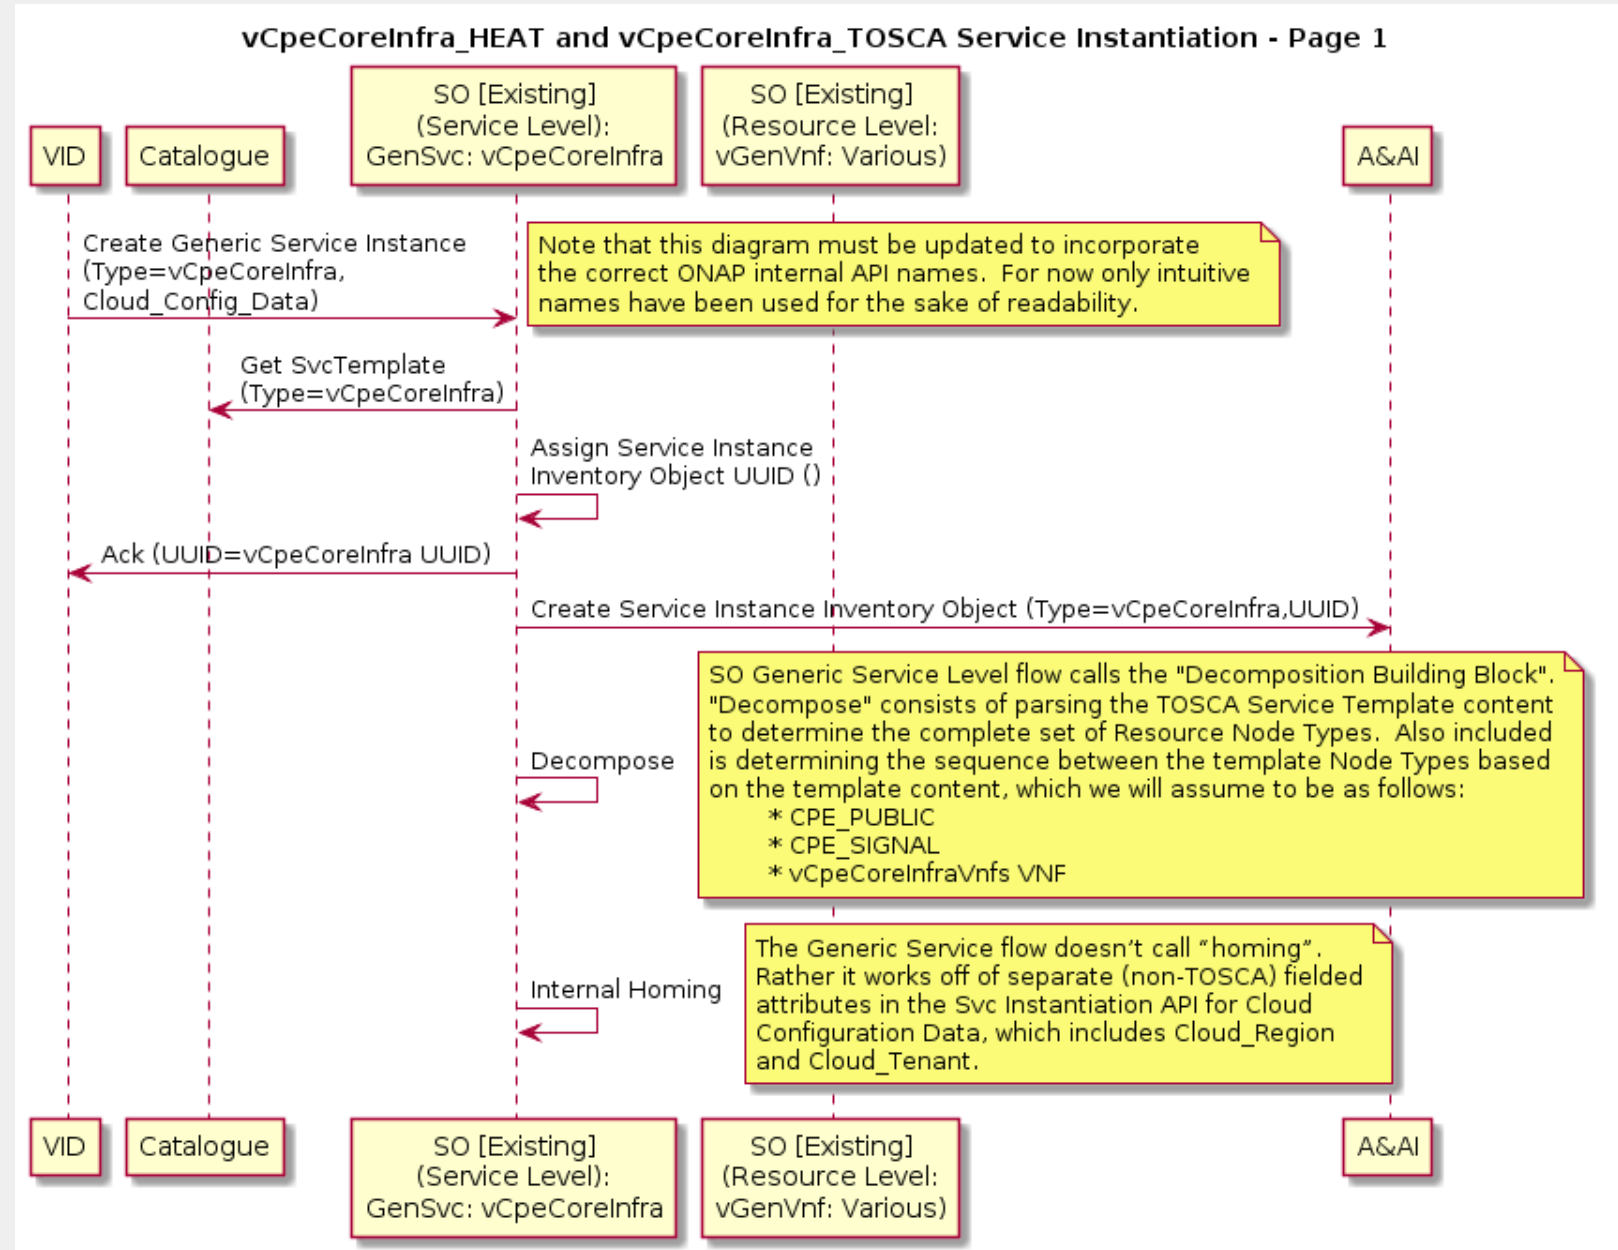 vCpeCoreInfra_HEAT and vCpeCoreInfra_TOSCA Service Instantiation - Page 1
VID
Catalogue
SO [Existing]
(Service Level):
GenSvc: vCpeCoreInfra
SO [Existing]
(Resource Level:
vGenVnf: Various)
A&AI
Create Generic Service Instance
(Type=vCpeCoreInfra,
Cloud_Config_Data)
Note that this diagram must be updated to incorporate
the correct ONAP internal API names.  For now only intuitive
names have been used for the sake of readability.
Get SvcTemplate
(Type=vCpeCoreInfra)
Assign Service Instance
Inventory Object UUID ()
Ack (UUID=vCpeCoreInfra UUID)
Create Service Instance Inventory Object (Type=vCpeCoreInfra,UUID)
Decompose
SO Generic Service Level flow calls the "Decomposition Building Block".
"Decompose" consists of parsing the TOSCA Service Template content
to determine the complete set of Resource Node Types.  Also included
is determining the sequence between the template Node Types based
on the template content, which we will assume to be as follows:
* CPE_PUBLIC
* CPE_SIGNAL
* vCpeCoreInfraVnfs VNF
Internal Homing
The Generic Service flow doesn’t call “homing”.
Rather it works off of separate (non-TOSCA) fielded
attributes in the Svc Instantiation API for Cloud
Configuration Data, which includes Cloud_Region
and Cloud_Tenant.
VID
Catalogue
SO [Existing]
(Service Level):
GenSvc: vCpeCoreInfra
SO [Existing]
(Resource Level:
vGenVnf: Various)
A&AI